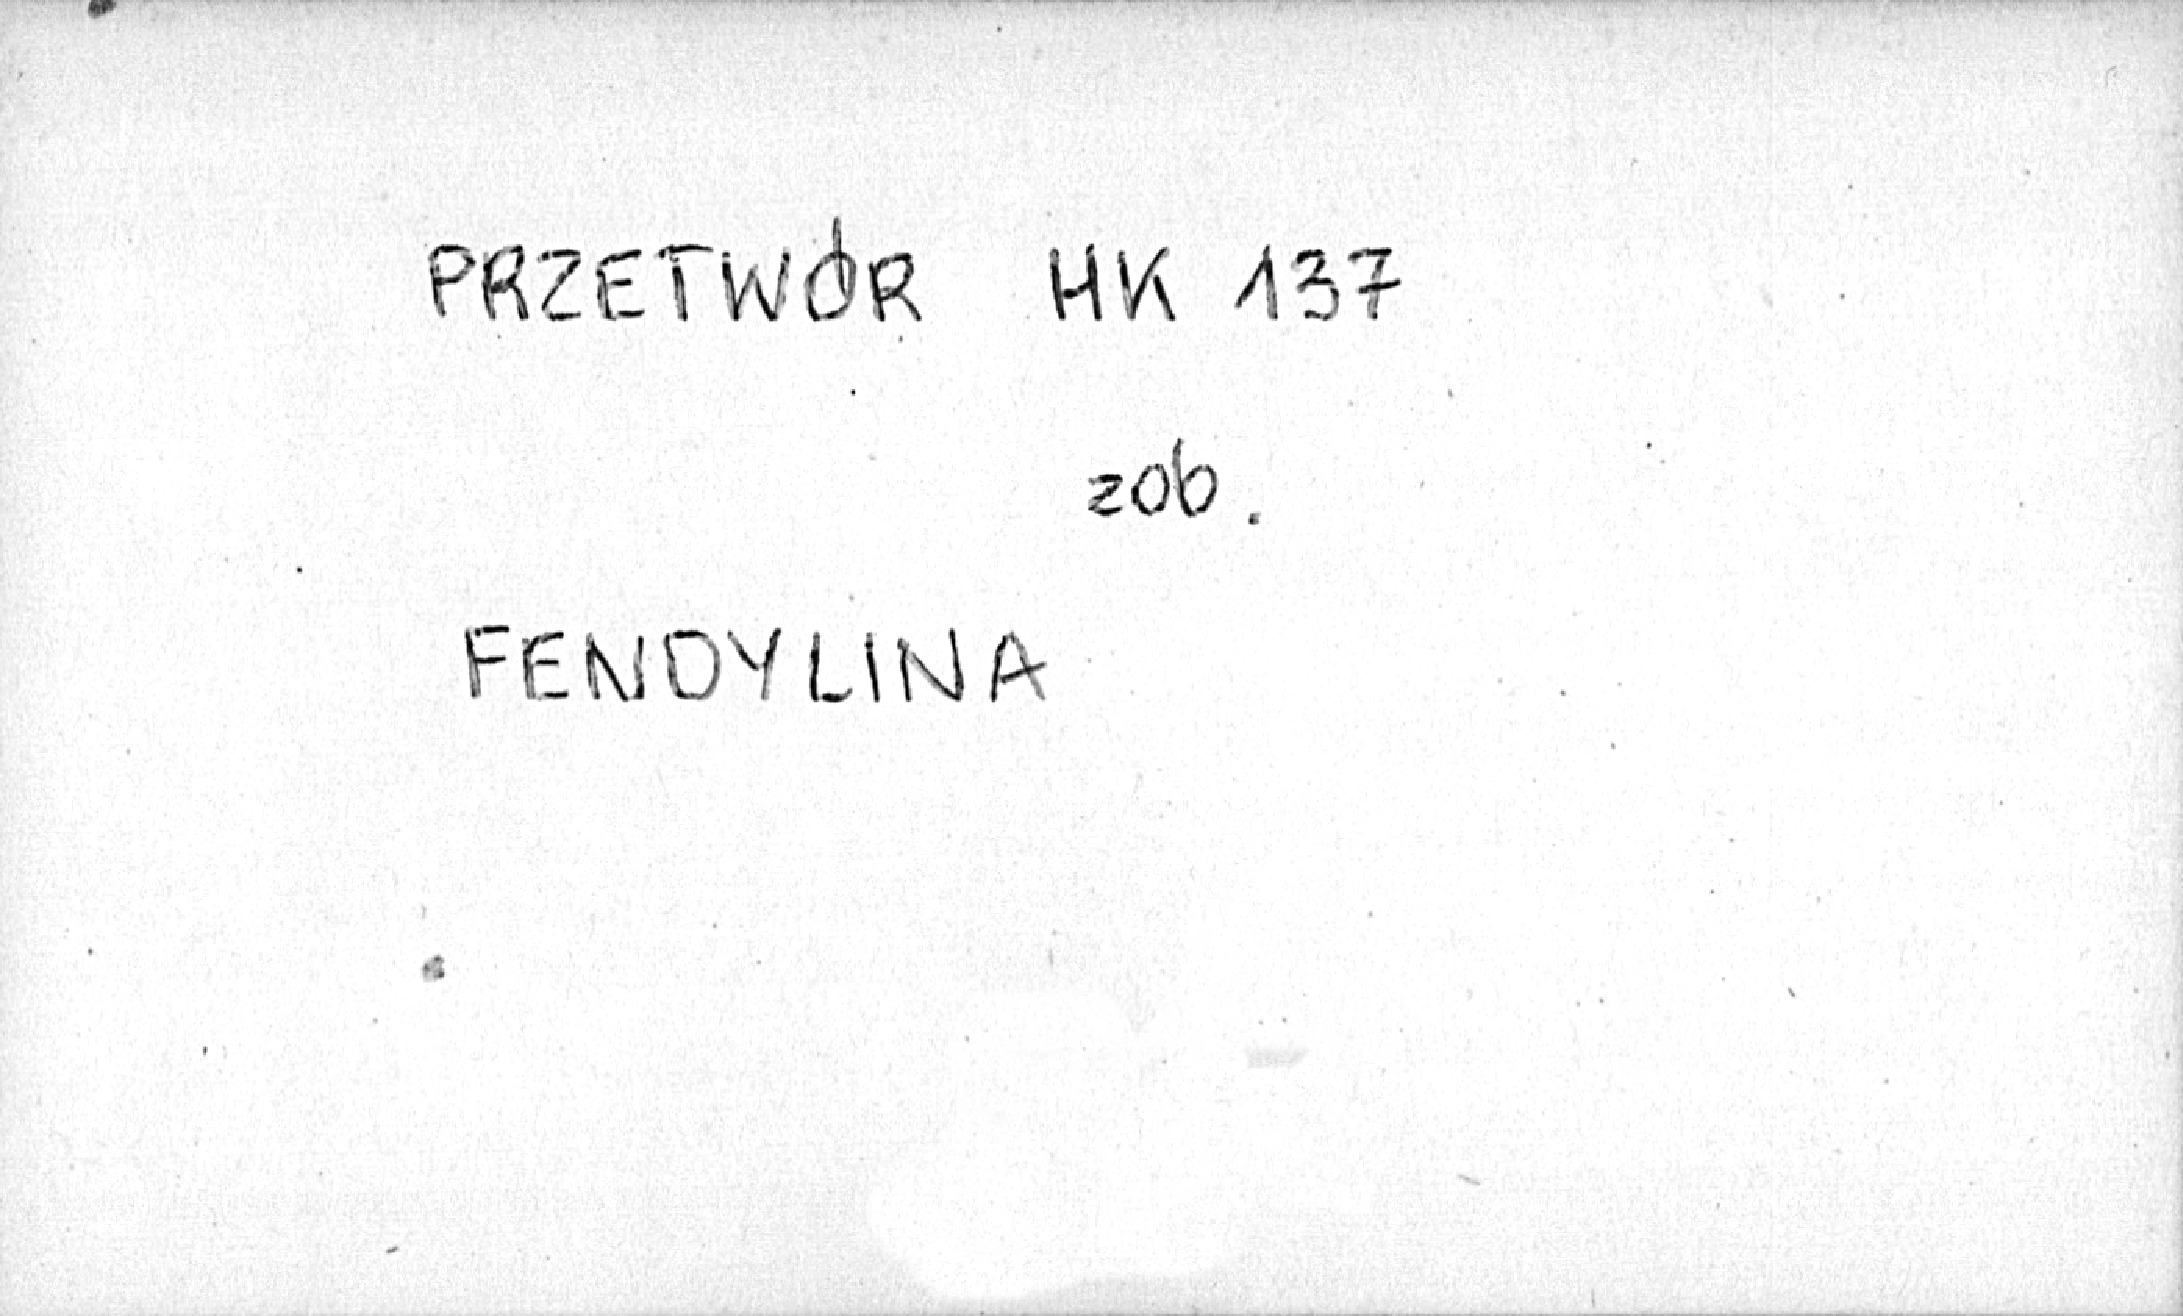 PRZETWÓR HK 137
zob.
FENDYLINA